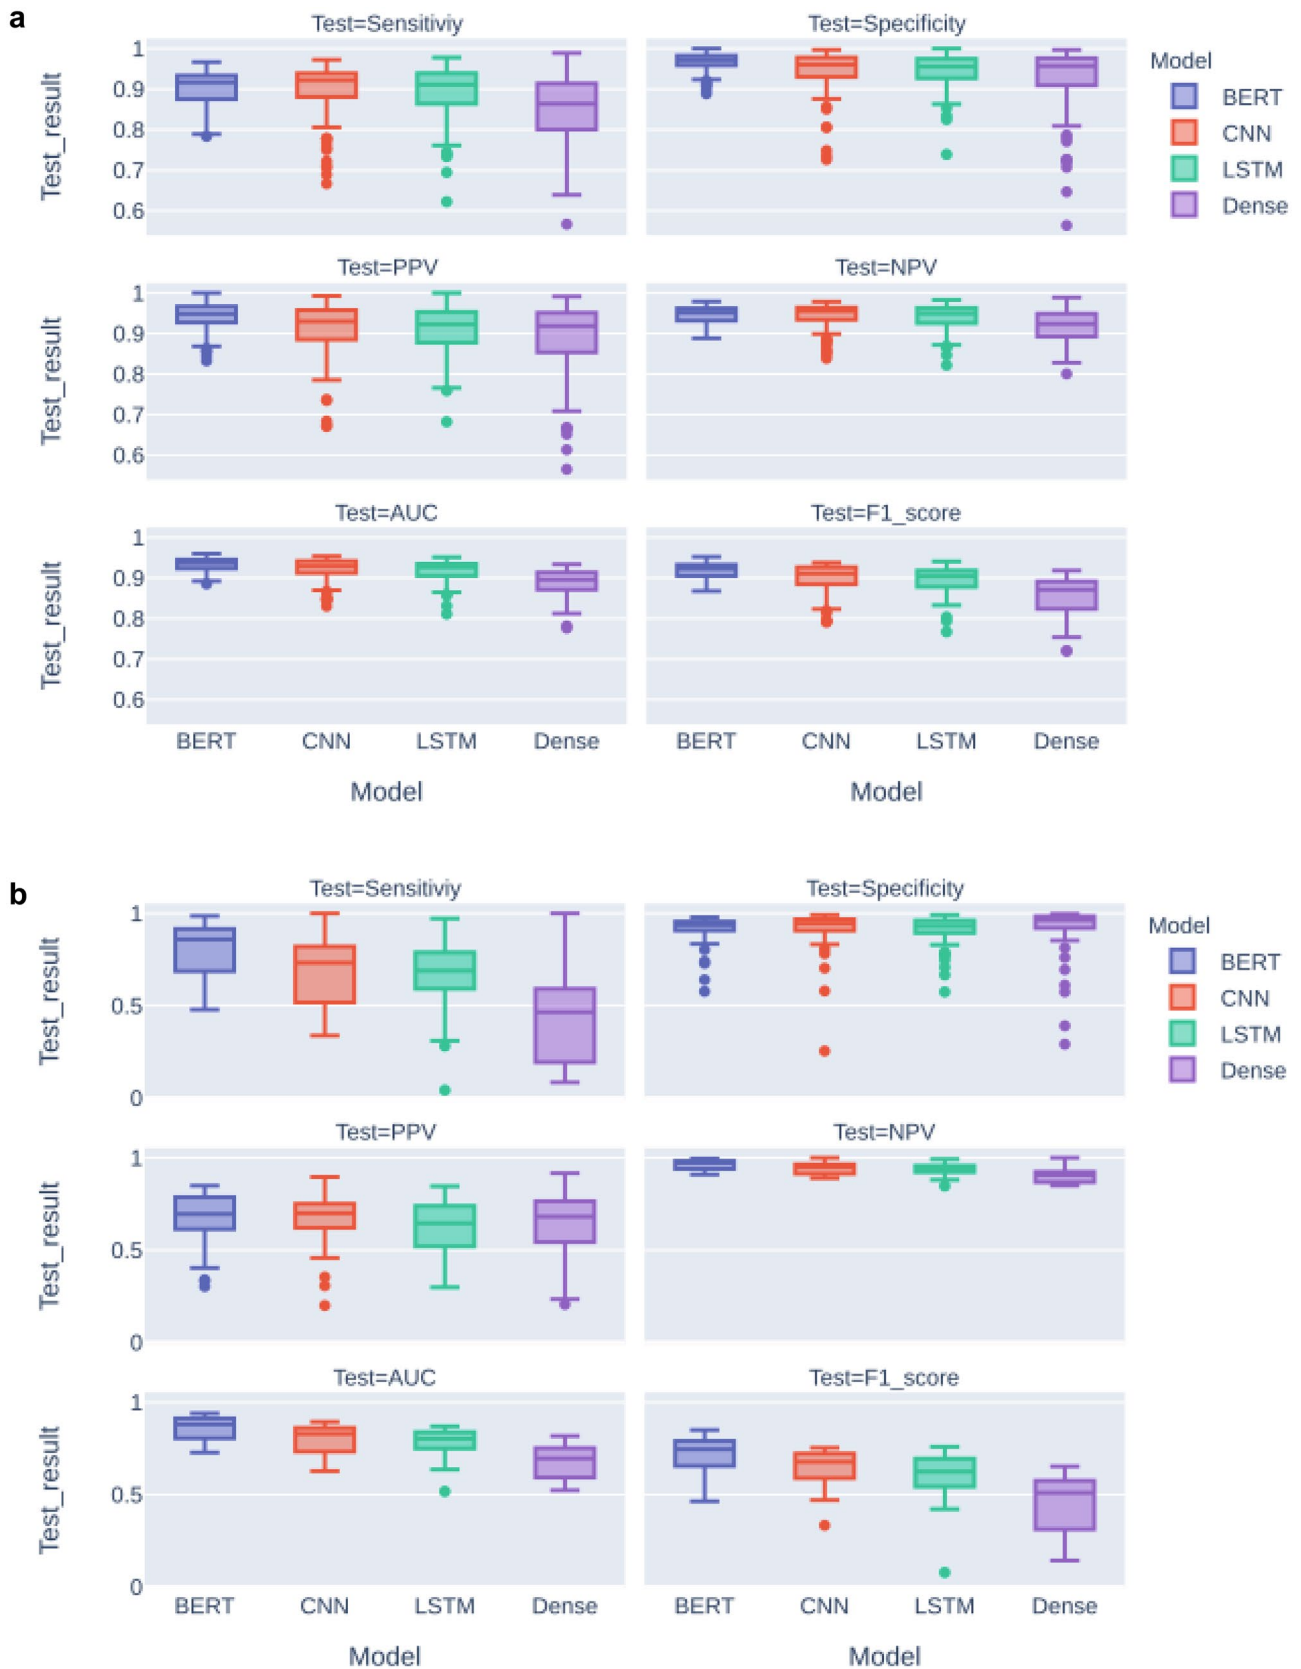 a
Test=Sensitiviy
Test=Specificity
Test_result
1
0.9
0.8
0.7
0.6
Model
BERT
CNN
LSTM
Dense
Test=PPV
Test=NPV
Test_result
1
0.9
0.8
0.7
0.6
Test=AUC
Test=F1_score
Test_result
1
0.9
0.8
0.7
0.6
BERT CNN LSTM Dense
BERT CNN LSTM Dense
Model
Model
b
Test=Sensitiviy
Test=Specificity
Test_result
1
0.5
0
Model
BERT
CNN
LSTM
Dense
Test=PPV
Test=NPV
Test_result
1
0.5
0
Test=AUC
Test=F1_score
Test_result
1
0.5
0
BERT CNN LSTM Dense
BERT CNN LSTM Dense
Model
Model